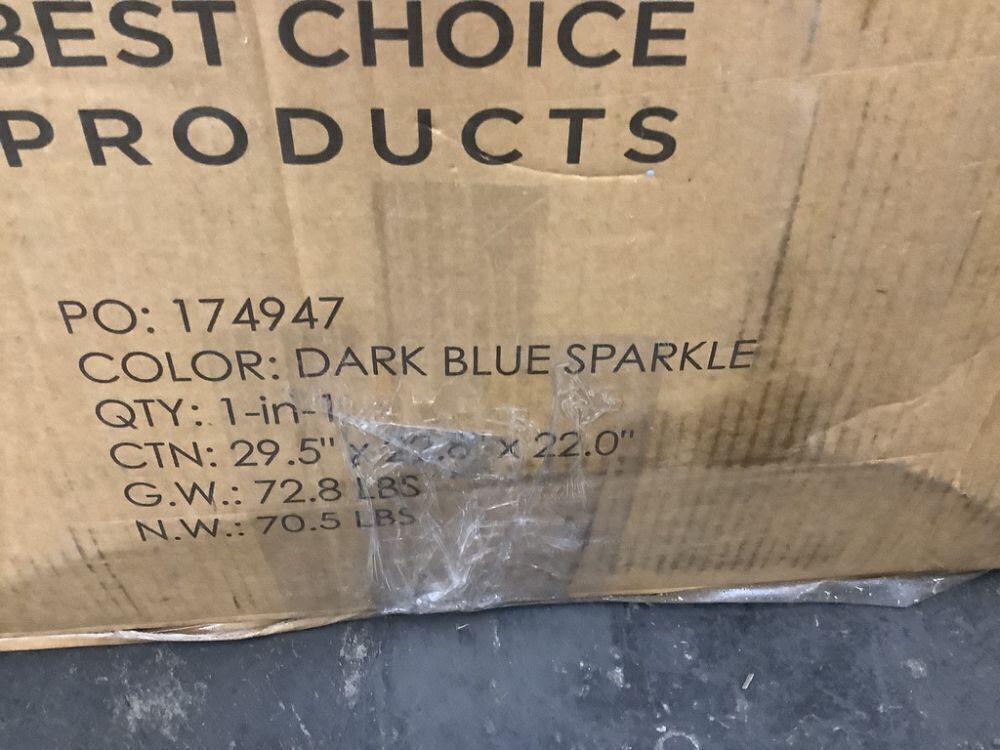 BEST CHOICE
PRODUCTS
PO: 174947
COLOR: DARK BLUE SPARKLE
QTY: 1-in-1
CTN: 29.5" x x 22.0"
G.W.: 72.8 LBS
N.W.: 70.5 LBS